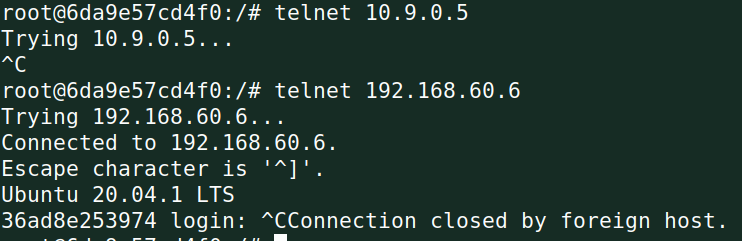 root@6da9e57cd4f0:/# telnet 10.9.0.5
Trying 10.9.0.5...
^C
root@6da9e57cd4f0:/# telnet 192.168.60.6
Trying 192.168.60.6...
Connected to 192.168.60.6.
Escape character is '^]'.
Ubuntu 20.04.1 LTS
36ad8e253974 login: ^CConnection closed by foreign host.
root@6da9e57cd4f0:/#